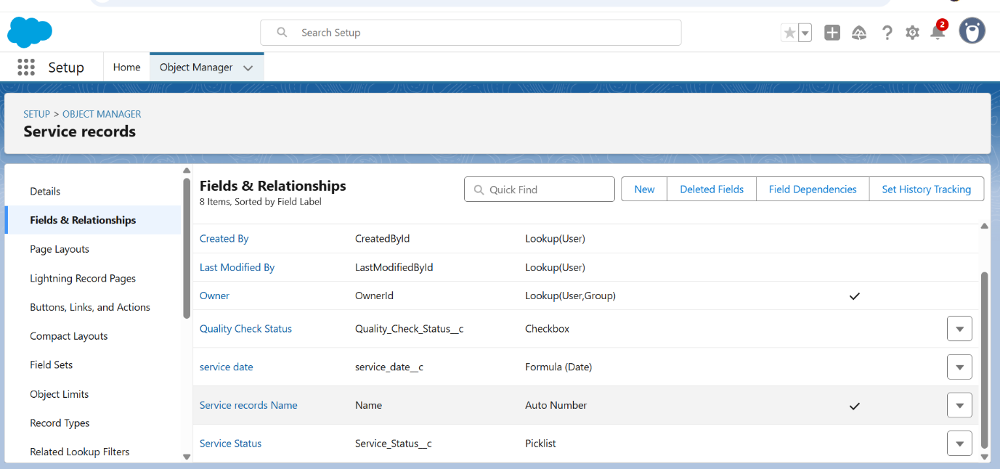 Search Setup
2
Setup
Home
Object Manager
SETUP > OBJECT MANAGER
Service records
Details
Fields & Relationships
Page Layouts
Lightning Record Pages
Buttons, Links, and Actions
Compact Layouts
Field Sets
Object Limits
Record Types
Related Lookup Filters
Fields & Relationships
8 Items, Sorted by Field Label
Quick Find
New
Deleted Fields
Field Dependencies
Set History Tracking
Created By CreatedById Lookup(User)
Last Modified By LastModifiedById Lookup(User)
Owner OwnerId Lookup(User,Group)
Quality Check Status Quality_Check_Status__c Checkbox
service date service_date__c Formula (Date)
Service records Name Name Auto Number
Service Status Service_Status__c Picklist